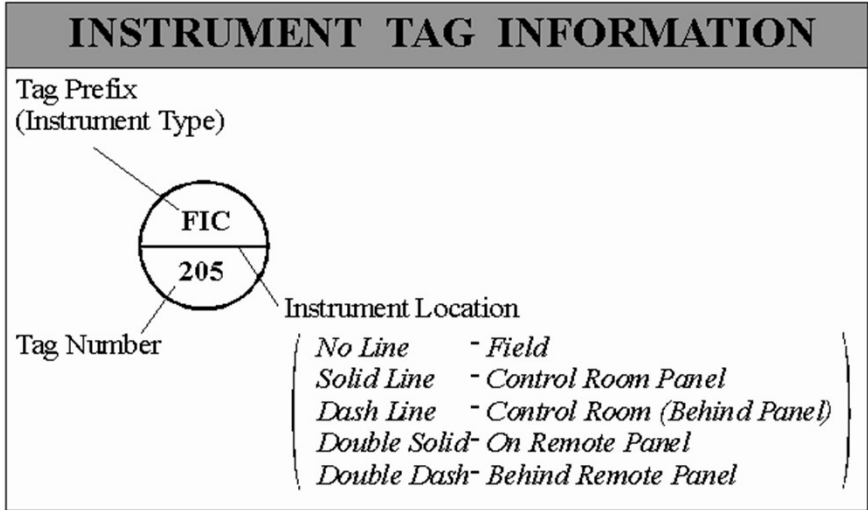 INSTRUMENT TAG INFORMATION
Tag Prefix
(Instrument Type)
FIC
205
Instrument Location
Tag Number
No Line - Field
Solid Line - Control Room Panel
Dash Line - Control Room (Behind Panel)
Double Solid - On Remote Panel
Double Dash - Behind Remote Panel